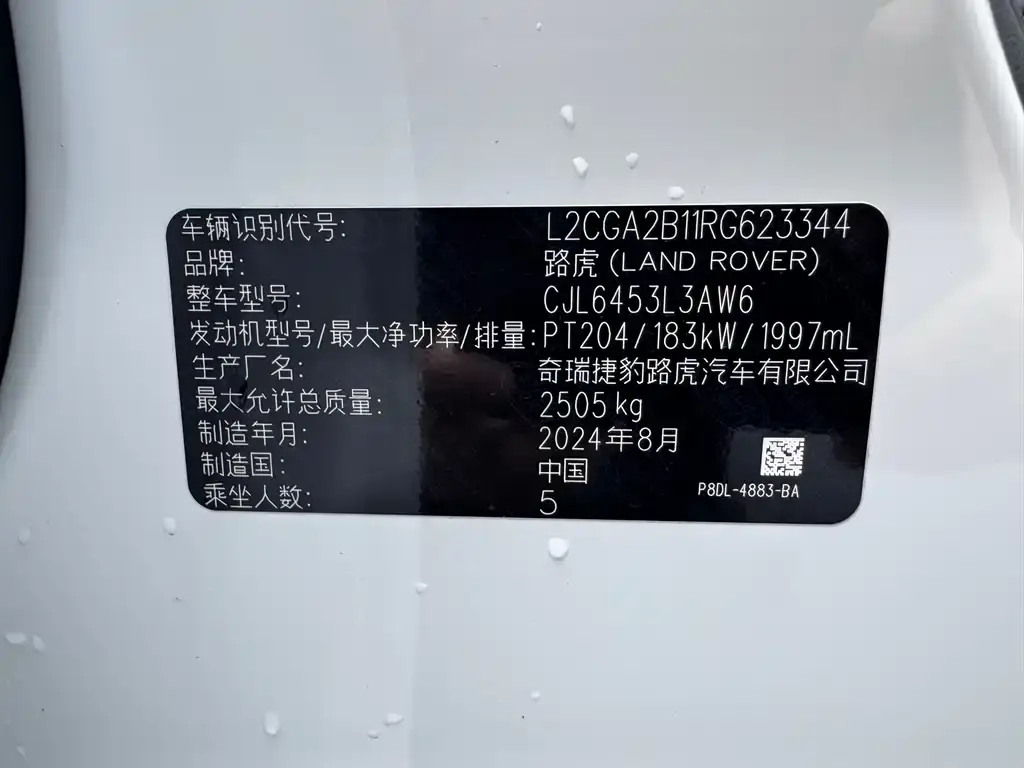 车辆识别代号: L2CGA2B11RG623344
品牌: 路虎 (LAND ROVER)
整车型号: CJL6453L3AW6
发动机型号/最大净功率/排量: PT204/183kW/1997mL
生产厂名: 奇瑞捷豹路虎汽车有限公司
最大允许总质量: 2505 kg
制造年月: 2024年8月
制造国: 中国
P8DL-4883-BA
乘坐人数: 5